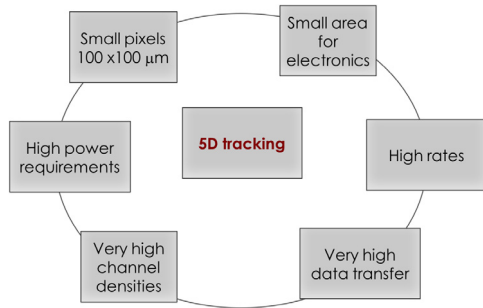 Small pixels
100 x100 μm
Small area
for
electronics
High power
requirements
5D tracking
High rates
Very high
channel
densities
Very high
data transfer